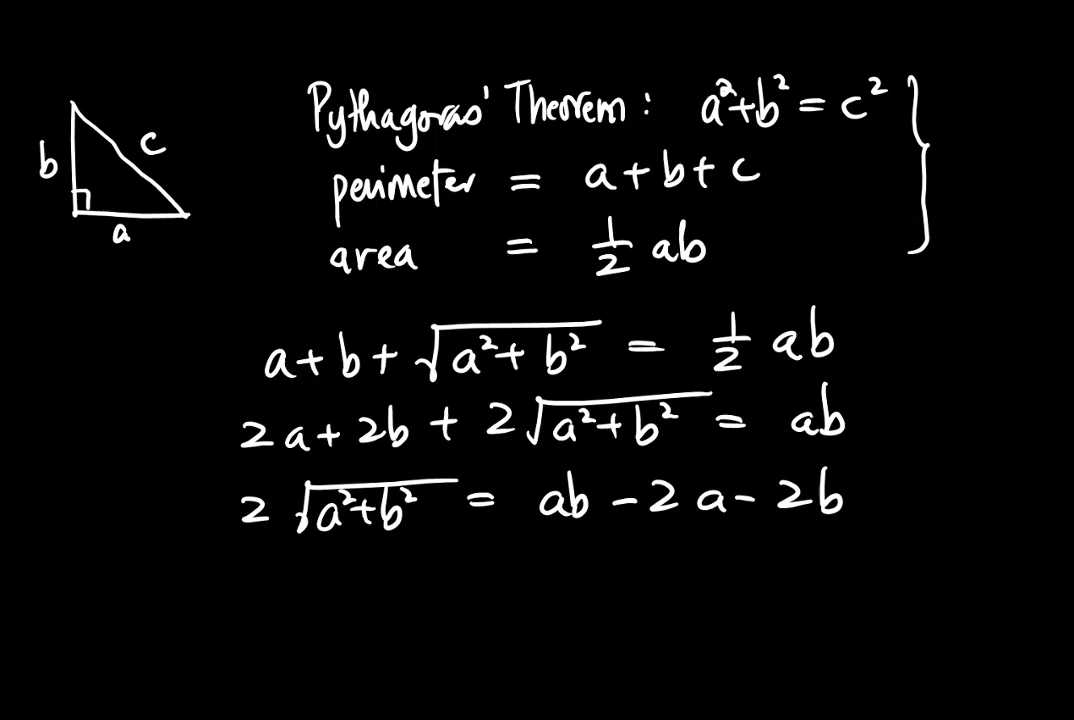 Pythagoras' Theorem: a²+b² = c²
perimeter = a + b + c
area = 1/2 ab
b
c
a
a + b + √(a² + b²) = 1/2 ab
2a + 2b + 2√(a² + b²) = ab
2√(a²+b²) = ab - 2a - 2b